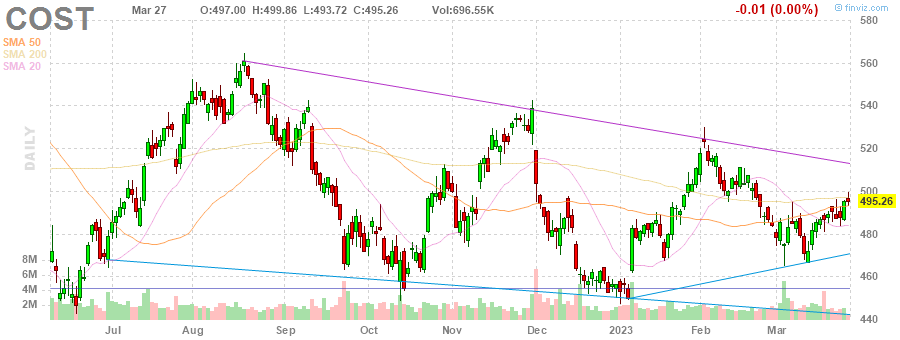 COST
Mar 27 O:497.00 H:499.86 L:493.72 C:495.26 Vol:696.55K -0.01 (0.00%)
© finviz.com
SMA 50
SMA 200
SMA 20
DAILY
580
560
540
520
500
495.26
480
460
440
8M
6M
4M
2M
Jul Aug Sep Oct Nov Dec 2023 Feb Mar